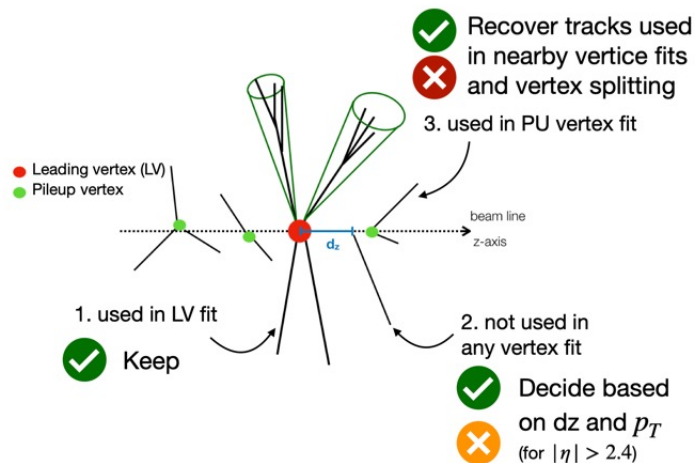 Recover tracks used
in nearby vertice fits
and vertex splitting
3. used in PU vertex fit
Leading vertex (LV)
Pileup vertex
beam line
z-axis
dz
1. used in LV fit
Keep
2. not used in
any vertex fit
Decide based
on dz and pT
(for |η| > 2.4)